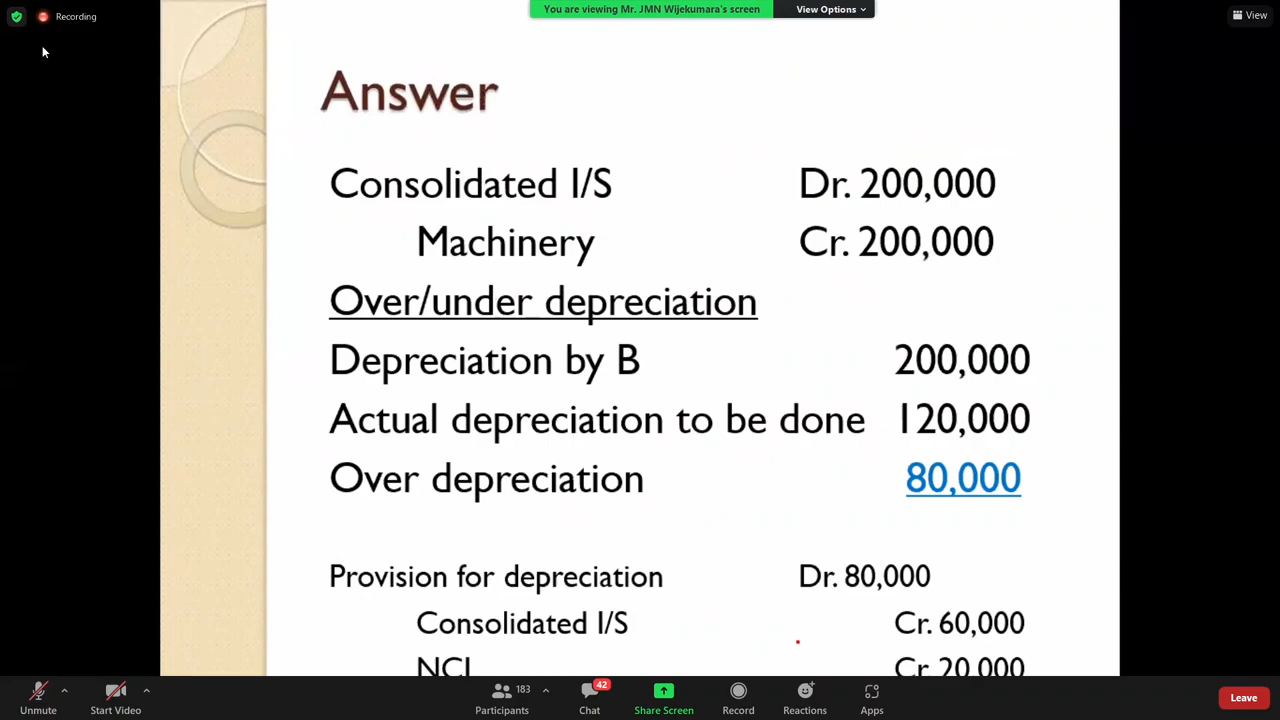 Recording
You are viewing Mr. JMN Wijekumara's screen
View Options
View
Answer
Consolidated I/S Dr. 200,000
Machinery Cr. 200,000
Over/under depreciation
Depreciation by B 200,000
Actual depreciation to be done 120,000
Over depreciation 80,000
Provision for depreciation Dr. 80,000
Consolidated I/S Cr. 60,000
NCI Cr. 20,000
Unmute
Start Video
183
Participants
42
Chat
Share Screen
Record
Reactions
Apps
Leave